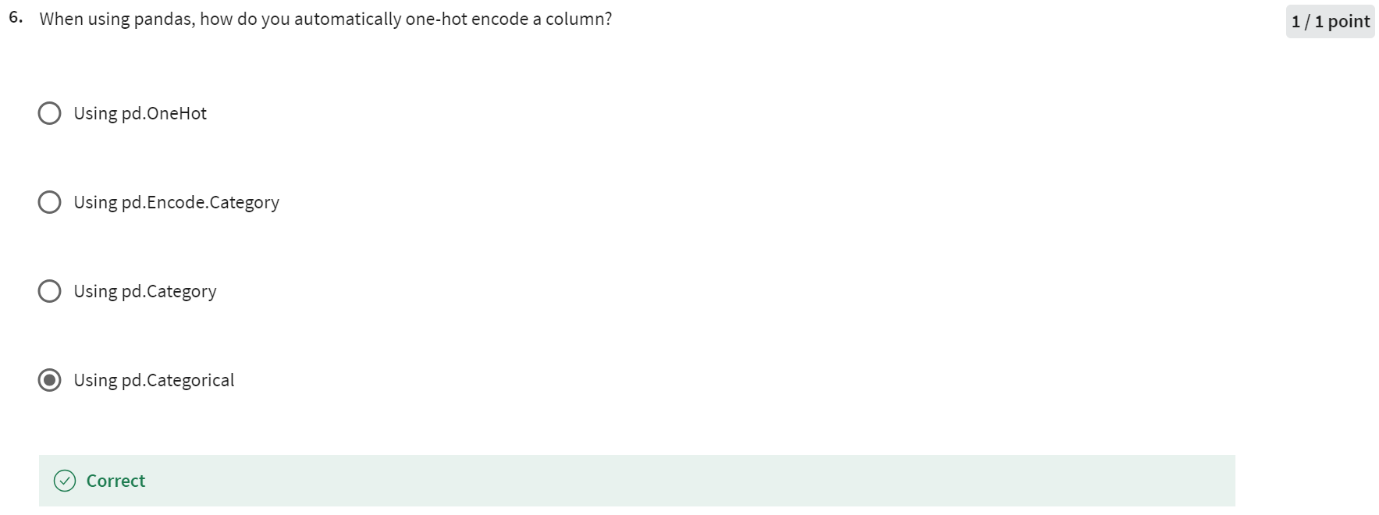 6. When using pandas, how do you automatically one-hot encode a column?
1 / 1 point
Using pd.OneHot
Using pd.Encode.Category
Using pd.Category
Using pd.Categorical
Correct